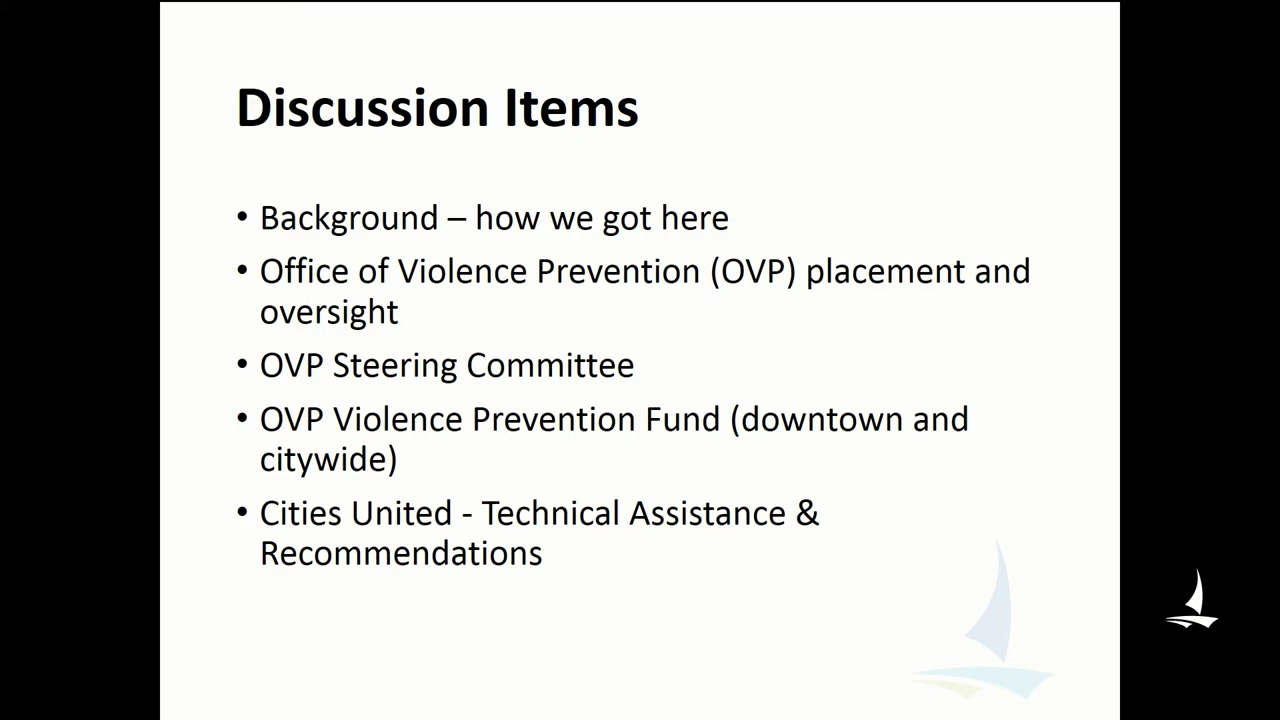 Discussion Items
• Background – how we got here
• Office of Violence Prevention (OVP) placement and
oversight
• OVP Steering Committee
• OVP Violence Prevention Fund (downtown and
citywide)
• Cities United - Technical Assistance &
Recommendations